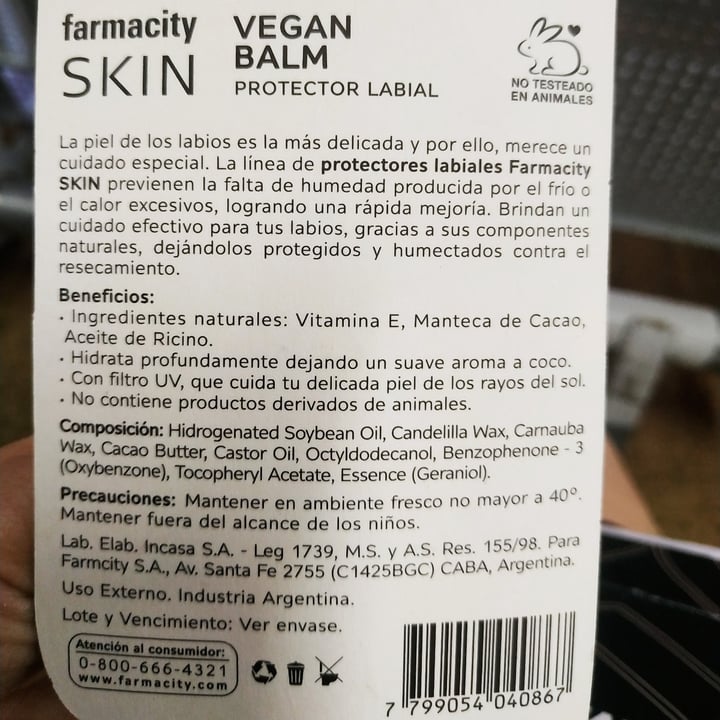 farmacity
SKIN
VEGAN
BALM
PROTECTOR LABIAL
NO TESTEADO
EN ANIMALES
La piel de los labios es la más delicada y por ello, merece un
cuidado especial. La línea de protectores labiales Farmacity
SKIN previenen la falta de humedad producida por el frío o
el calor excesivos, logrando una rápida mejoría. Brindan un
cuidado efectivo para tus labios, gracias a sus componentes
naturales, dejándolos protegidos y humectados contra el
resecamiento.
Beneficios:
• Ingredientes naturales: Vitamina E, Manteca de Cacao,
Aceite de Ricino.
• Hidrata profundamente dejando un suave aroma a coco.
• Con filtro UV, que cuida tu delicada piel de los rayos del sol.
• No contiene productos derivados de animales.
Composición: Hidrogenated Soybean Oil, Candelilla Wax, Carnauba
Wax, Cacao Butter, Castor Oil, Octyldodecanol, Benzophenone - 3
(Oxybenzone), Tocopheryl Acetate, Essence (Geraniol).
Precauciones: Mantener en ambiente fresco no mayor a 40º.
Mantener fuera del alcance de los niños.
Lab. Elab. Incasa S.A. - Leg 1739, M.S. y A.S. Res. 155/98. Para
Farmcity S.A., Av. Santa Fe 2755 (C1425BGC) CABA, Argentina.
Uso Externo. Industria Argentina.
Lote y Vencimiento: Ver envase.
Atención al consumidor:
0-800-666-4321
www.farmacity.com
7 799054 040867